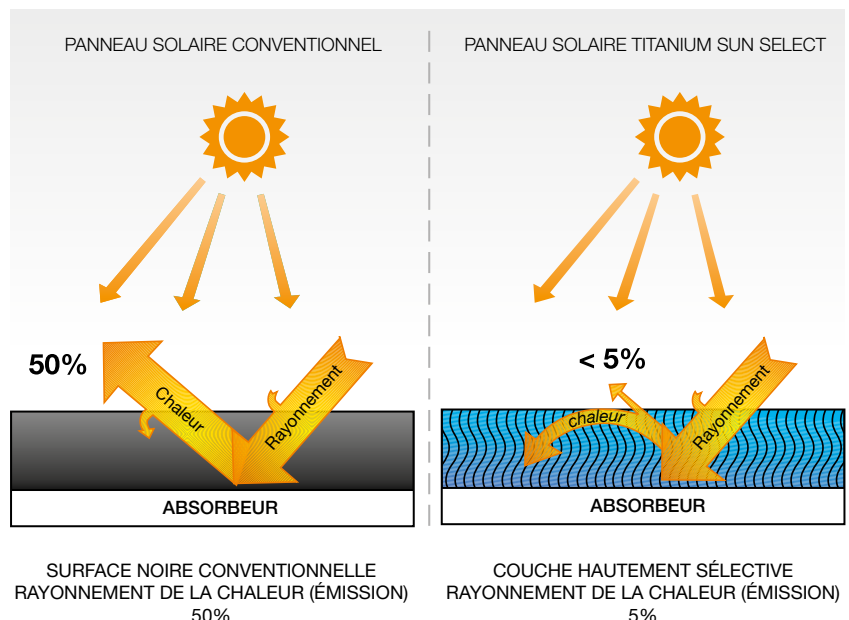 PANNEAU SOLAIRE CONVENTIONNEL
50%
Chaleur
Rayonnement
ABSORBEUR
SURFACE NOIRE CONVENTIONNELLE
RAYONNEMENT DE LA CHALEUR (ÉMISSION)
50%
PANNEAU SOLAIRE TITANIUM SUN SELECT
< 5%
chaleur
Rayonnement
ABSORBEUR
COUCHE HAUTEMENT SÉLECTIVE
RAYONNEMENT DE LA CHALEUR (ÉMISSION)
5%